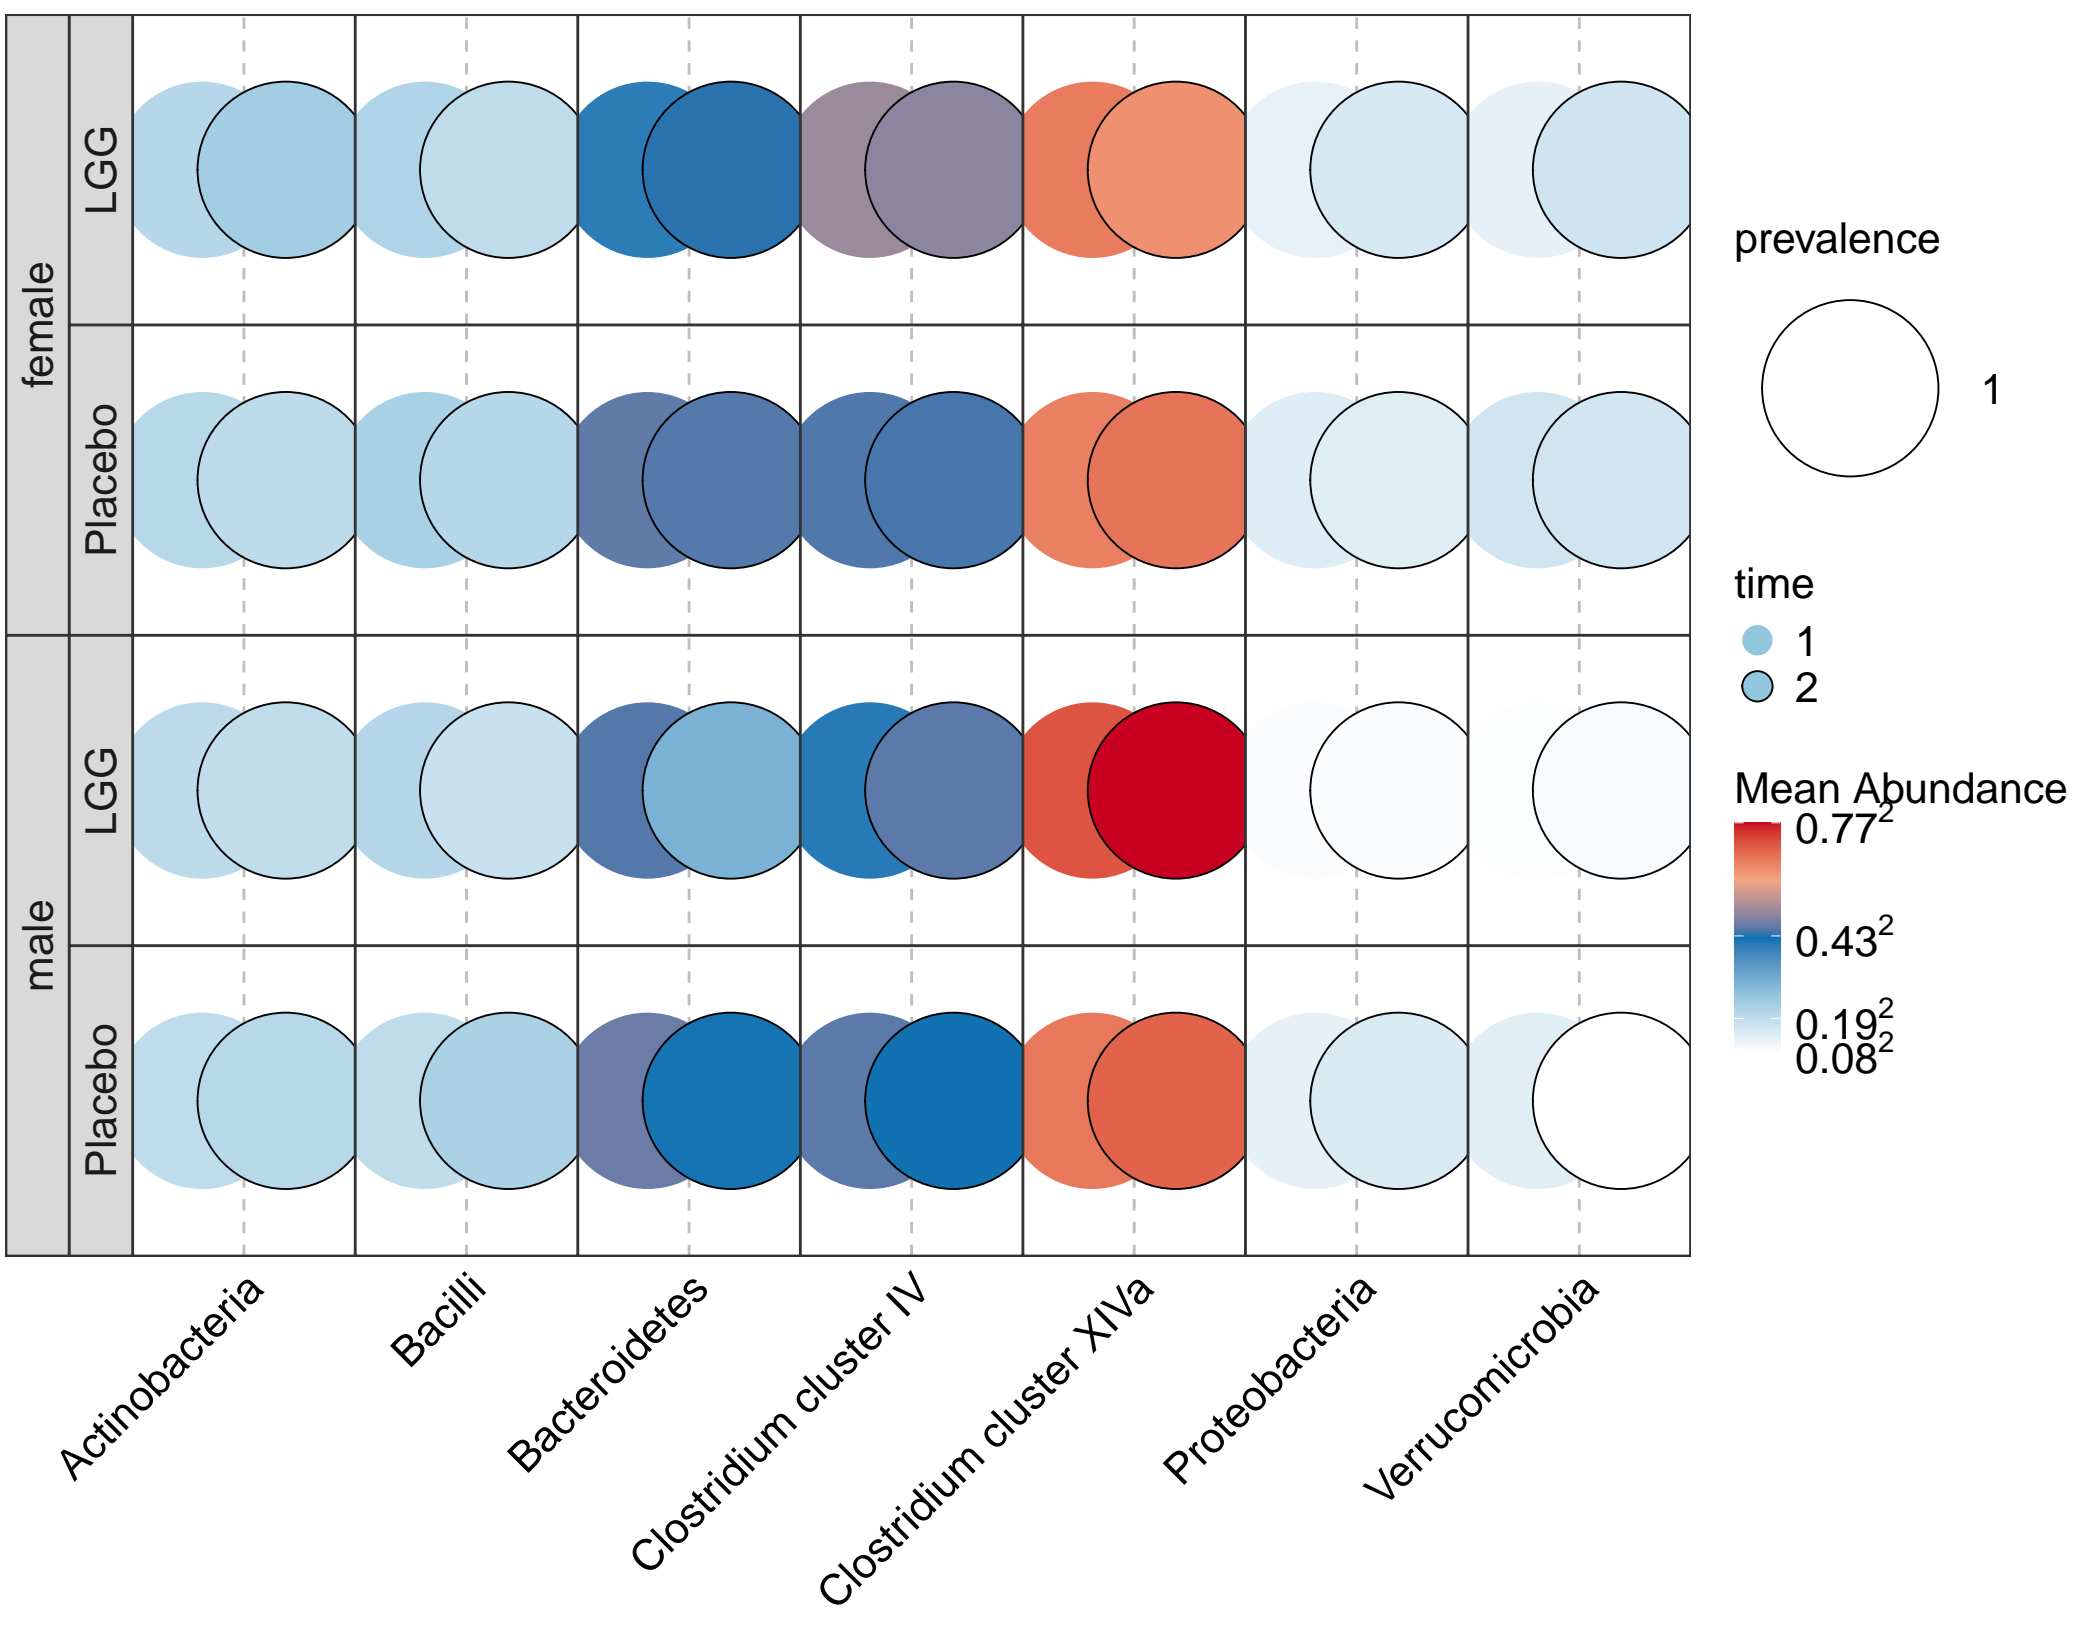 female
LGG
Placebo
male
LGG
Placebo
Actinobacteria
Bacilli
Bacteroidetes
Clostridium cluster IV
Clostridium cluster XIVa
Proteobacteria
Verrucomicrobia
prevalence
1
time
1
2
Mean Abundance
0.77²
0.43²
0.19²
0.08²